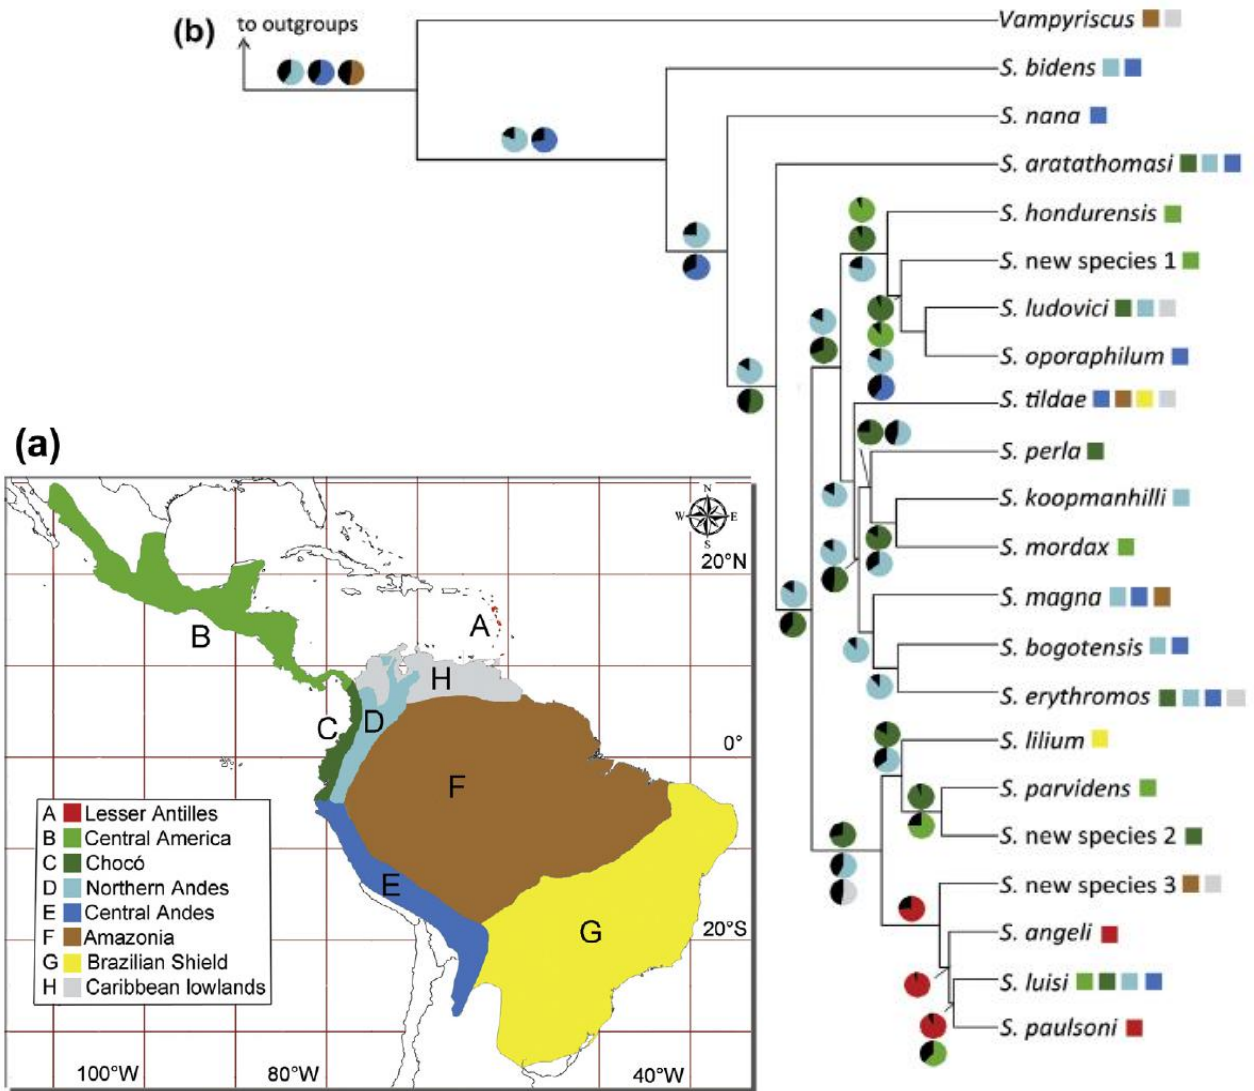 (b)
to outgroups
Vampyriscus
S. bidens
S. nana
S. aratathomasi
S. hondurensis
S. new species 1
S. ludovici
S. oporaphilum
S. tildae
S. perla
S. koopmanhilli
S. mordax
S. magna
S. bogotensis
S. erythromos
S. lilium
S. parvidens
S. new species 2
S. new species 3
S. angeli
S. luisi
S. paulsoni
(a)
N
W E
S
20°N
A
B
H
C
D
0°
F
E
20°S
G
A Lesser Antilles
B Central America
C Chocó
D Northern Andes
E Central Andes
F Amazonia
G Brazilian Shield
H Caribbean lowlands
100°W 80°W 40°W